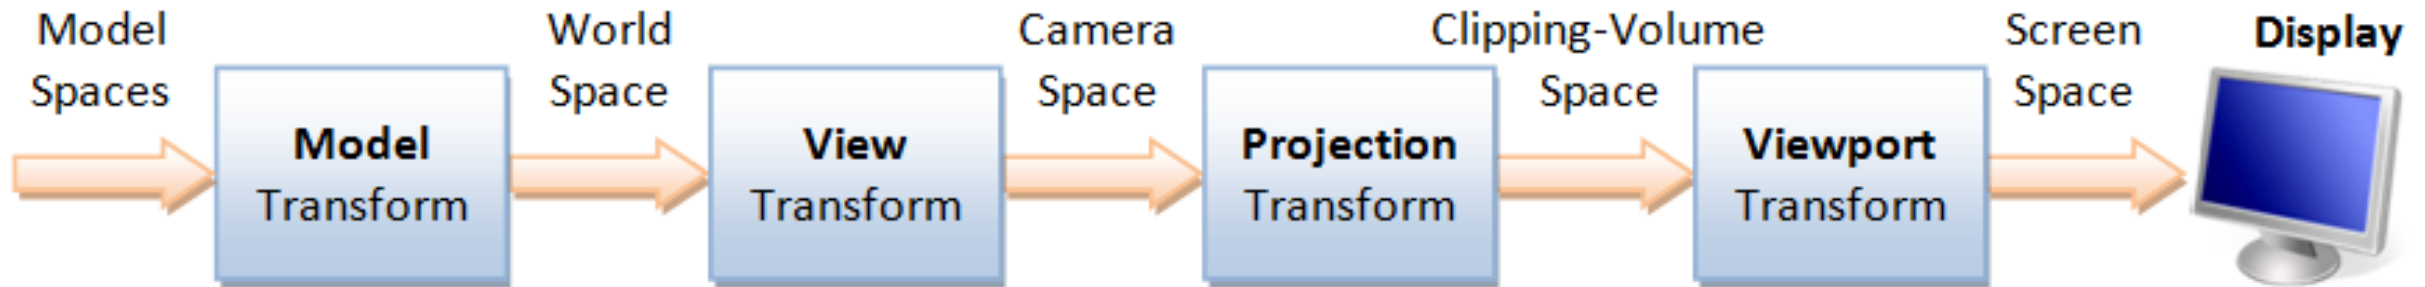 Model
Spaces
Model
Transform
World
Space
View
Transform
Camera
Space
Projection
Transform
Clipping-Volume
Space
Viewport
Transform
Screen
Space
Display